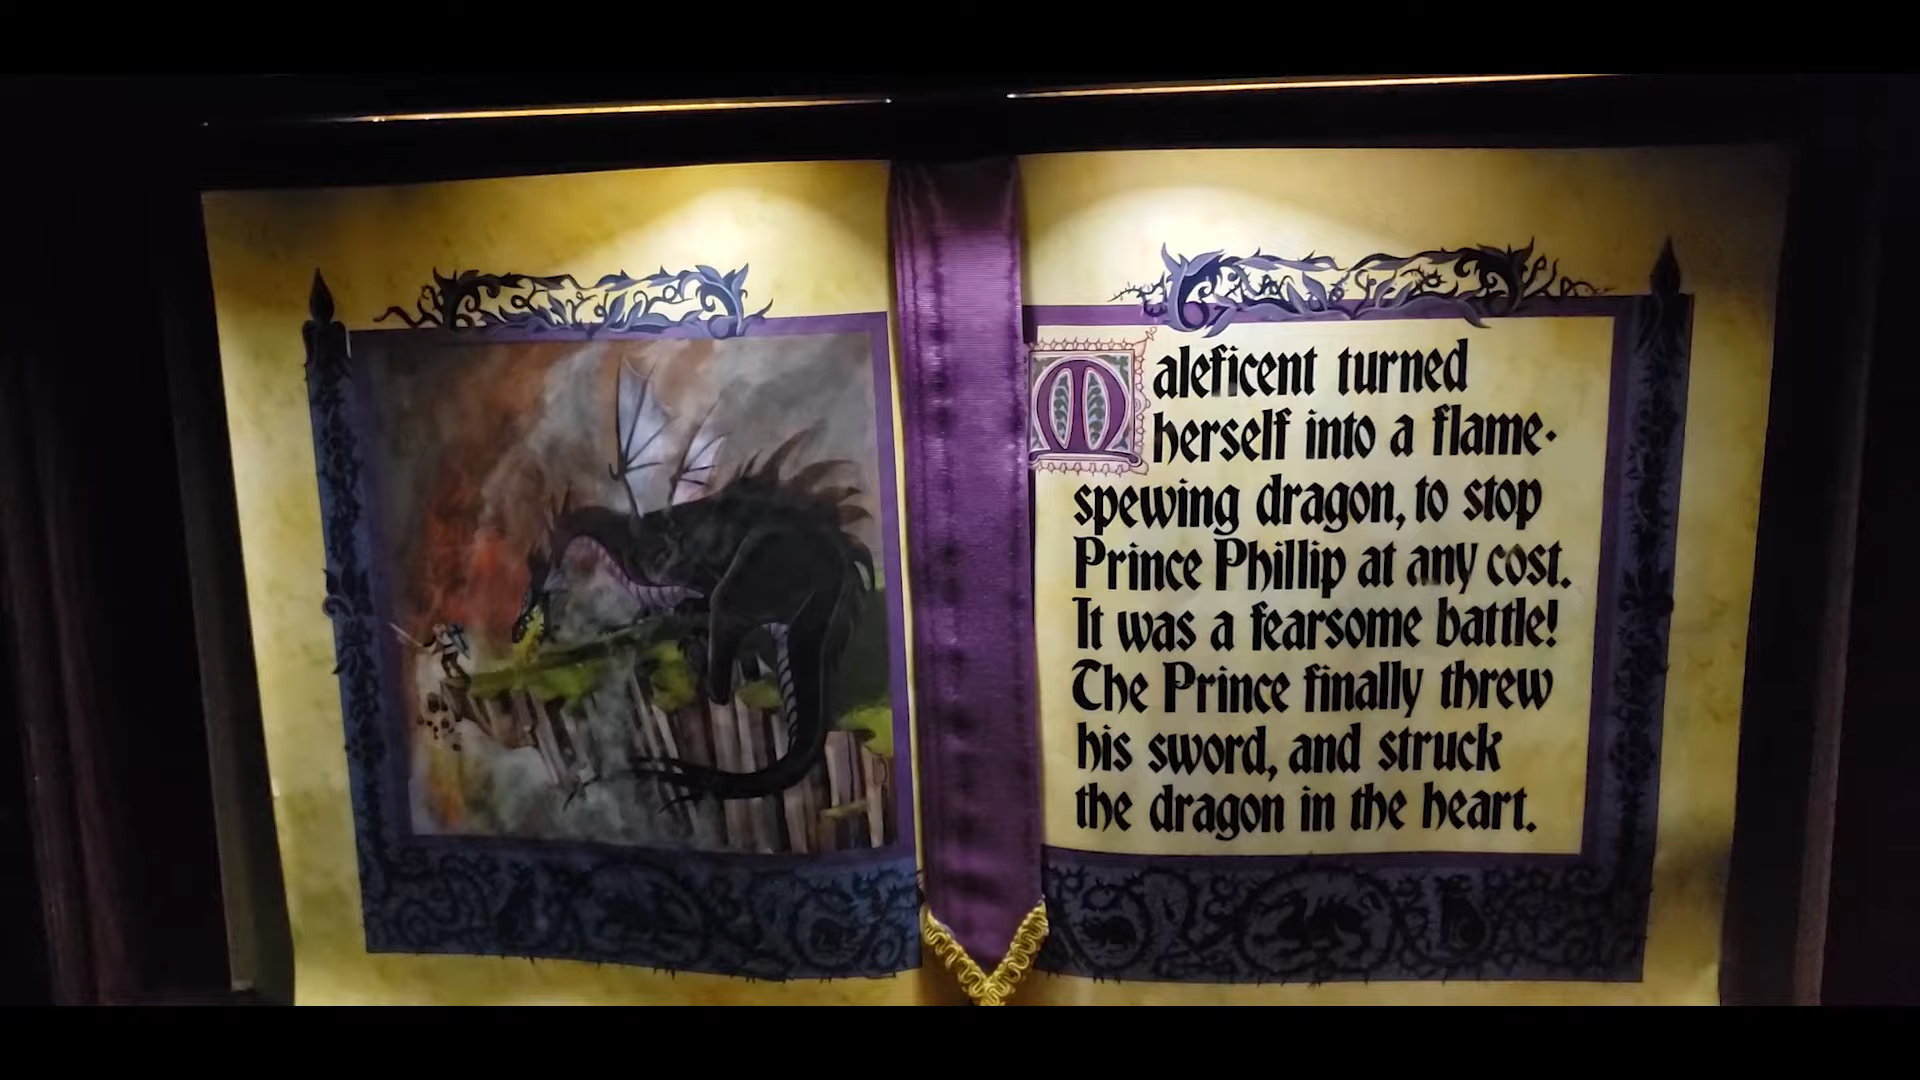 Maleficent turned
herself into a flame-
spewing dragon, to stop
Prince Phillip at any cost.
It was a fearsome battle!
The Prince finally threw
his sword, and struck
the dragon in the heart.